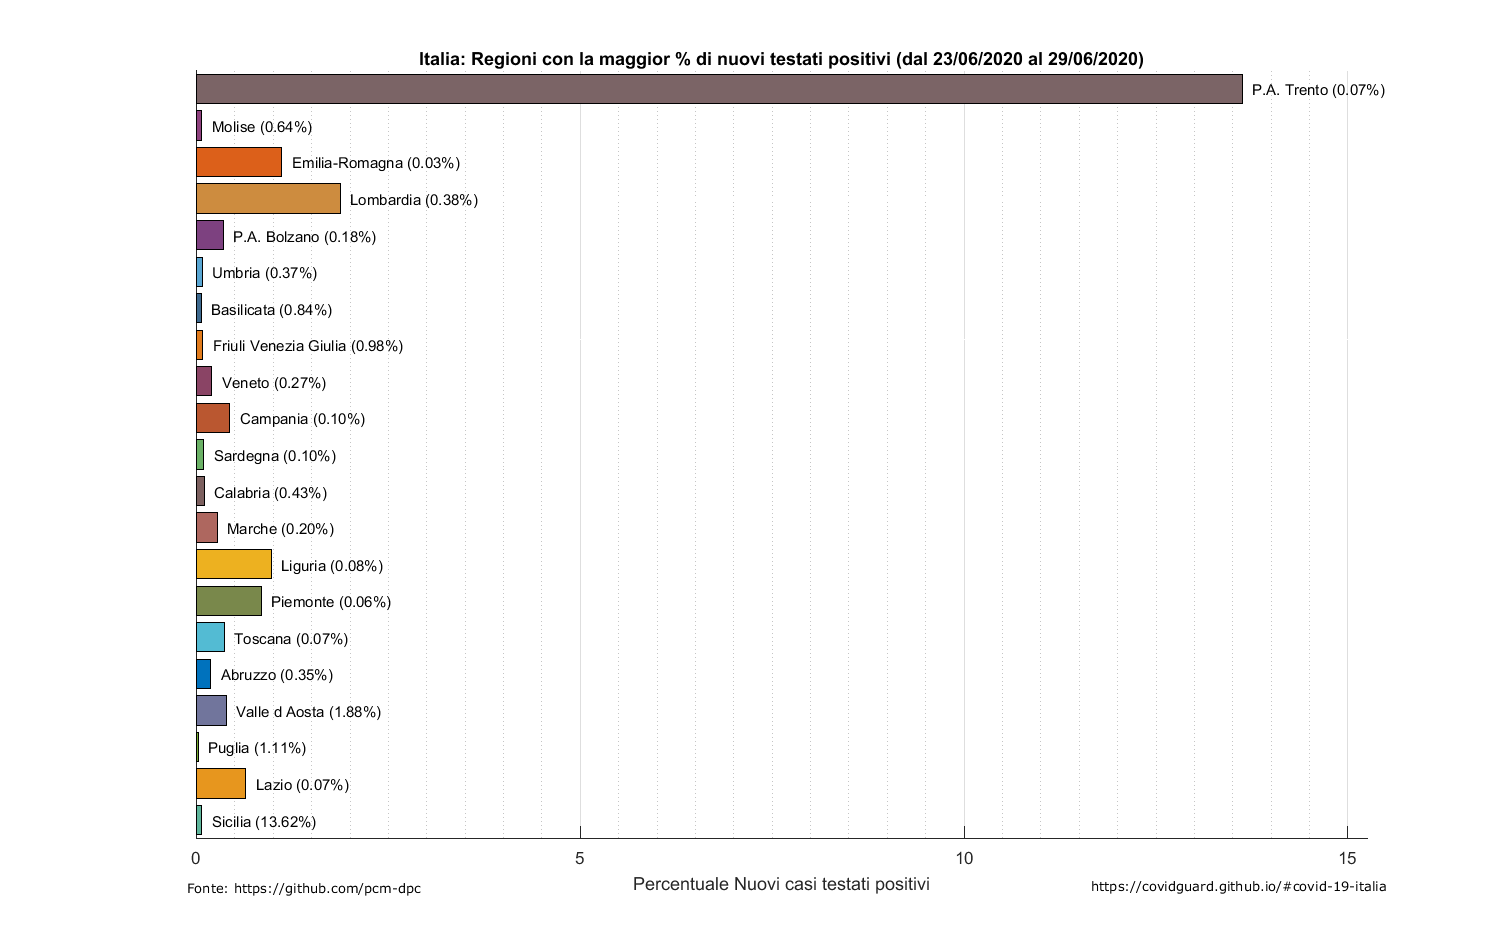 Italia: Regioni con la maggior % di nuovi testati positivi (dal 23/06/2020 al 29/06/2020)
P.A. Trento (0.07%)
Molise (0.64%)
Emilia-Romagna (0.03%)
Lombardia (0.38%)
P.A. Bolzano (0.18%)
Umbria (0.37%)
Basilicata (0.84%)
Friuli Venezia Giulia (0.98%)
Veneto (0.27%)
Campania (0.10%)
Sardegna (0.10%)
Calabria (0.43%)
Marche (0.20%)
Liguria (0.08%)
Piemonte (0.06%)
Toscana (0.07%)
Abruzzo (0.35%)
Valle d Aosta (1.88%)
Puglia (1.11%)
Lazio (0.07%)
Sicilia (13.62%)
0 5 10 15
Percentuale Nuovi casi testati positivi
Fonte: https://github.com/pcm-dpc
https://covidguard.github.io/#covid-19-italia